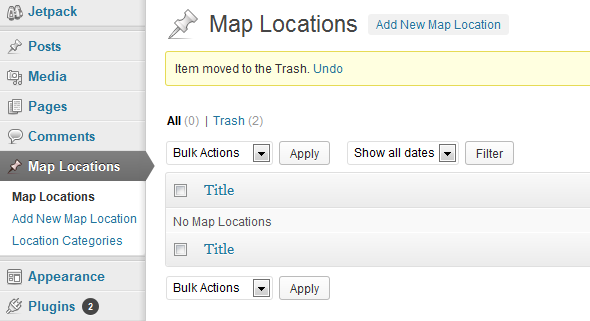 Jetpack
Posts
Media
Pages
Comments
Map Locations
Map Locations
Add New Map Location
Location Categories
Appearance
Plugins 2
Map Locations Add New Map Location
Item moved to the Trash. Undo
All (0) | Trash (2)
Bulk Actions Apply Show all dates Filter
Title
No Map Locations
Title
Bulk Actions Apply